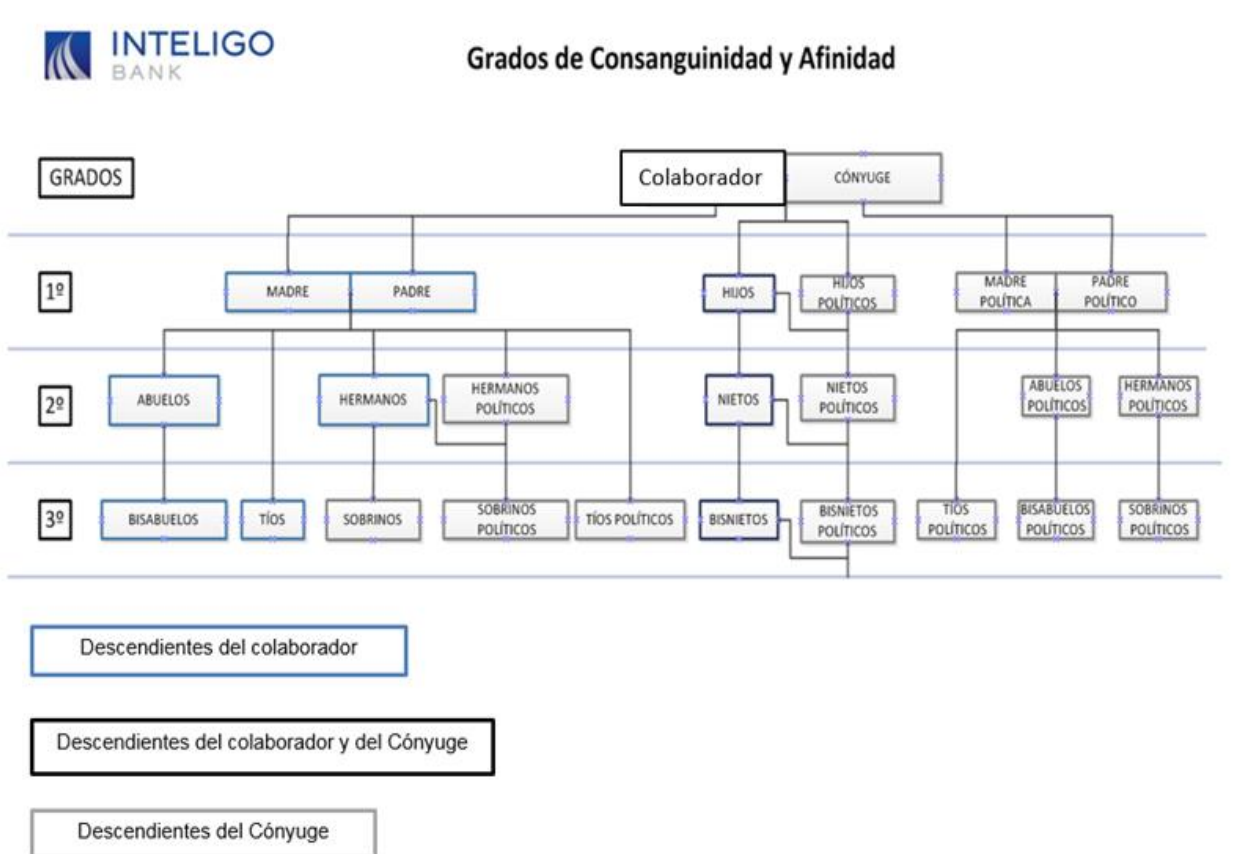 INTELIGO
BANK
Grados de Consanguinidad y Afinidad
GRADOS
Colaborador
CÓNYUGE
1º
MADRE
PADRE
HIJOS
HIJOS
POLÍTICOS
MADRE
POLÍTICA
PADRE
POLÍTICO
2º
ABUELOS
HERMANOS
HERMANOS
POLÍTICOS
NIETOS
NIETOS
POLÍTICOS
ABUELOS
POLÍTICOS
HERMANOS
POLÍTICOS
3º
BISABUELOS
TÍOS
SOBRINOS
SOBRINOS
POLÍTICOS
TÍOS POLÍTICOS
BISNIETOS
BISNIETOS
POLÍTICOS
TÍOS
POLÍTICOS
BISABUELOS
POLÍTICOS
SOBRINOS
POLÍTICOS
Descendientes del colaborador
Descendientes del colaborador y del Cónyuge
Descendientes del Cónyuge